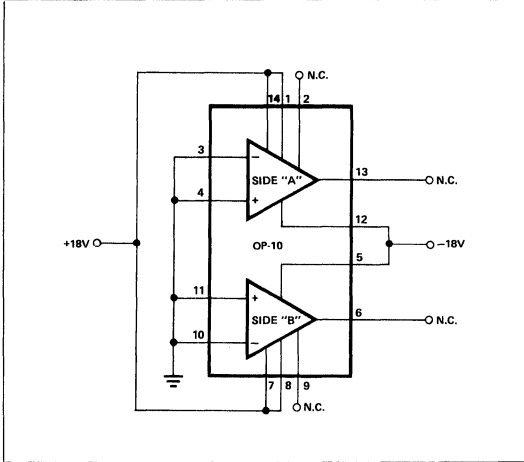 N.C.
14 1 2
3
SIDE "A"
13
N.C.
4
12
+18V
OP-10
−18V
5
11
SIDE "B"
6
N.C.
10
7 8 9
N.C.